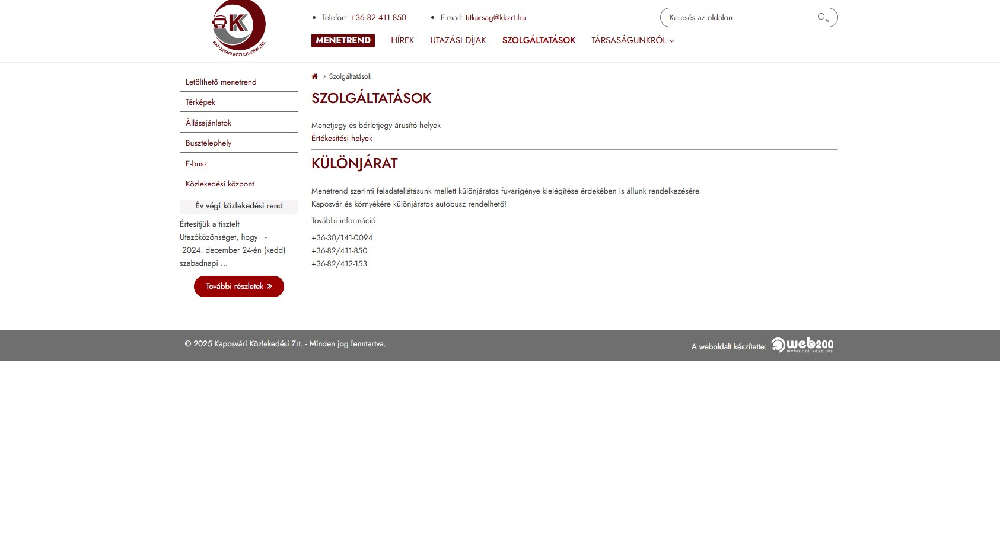 KK
KAPOSVÁRI KÖZLEKEDÉSI ZRT.
Telefon: +36 82 411 850
E-mail: titkarsag@kkzrt.hu
Keresés az oldalon
MENETREND
HÍREK
UTAZÁSI DÍJAK
SZOLGÁLTATÁSOK
TÁRSASÁGUNKRÓL
Letölthető menetrend
Térképek
Állásajánlatok
Busztelephely
E-busz
Közlekedési központ
Év végi közlekedési rend
Értesítjük a tisztelt
Utazóközönséget, hogy -
2024. december 24-én (kedd)
szabadnapi ...
További részletek »
Szolgáltatások
SZOLGÁLTATÁSOK
Menetjegy és bérletjegy árusító helyek
Értékesítési helyek
KÜLÖNJÁRAT
Menetrend szerinti feladatellátásunk mellett különjáratos fuvarigénye kielégítése érdekében is állunk rendelkezésére.
Kaposvár és környékére különjáratos autóbusz rendelhető!
További információ:
+36-30/141-0094
+36-82/411-850
+36-82/412-153
© 2025 Kaposvári Közlekedési Zrt. - Minden jog fenntartva.
A weboldalt készítette:
web200
weboldal készítés